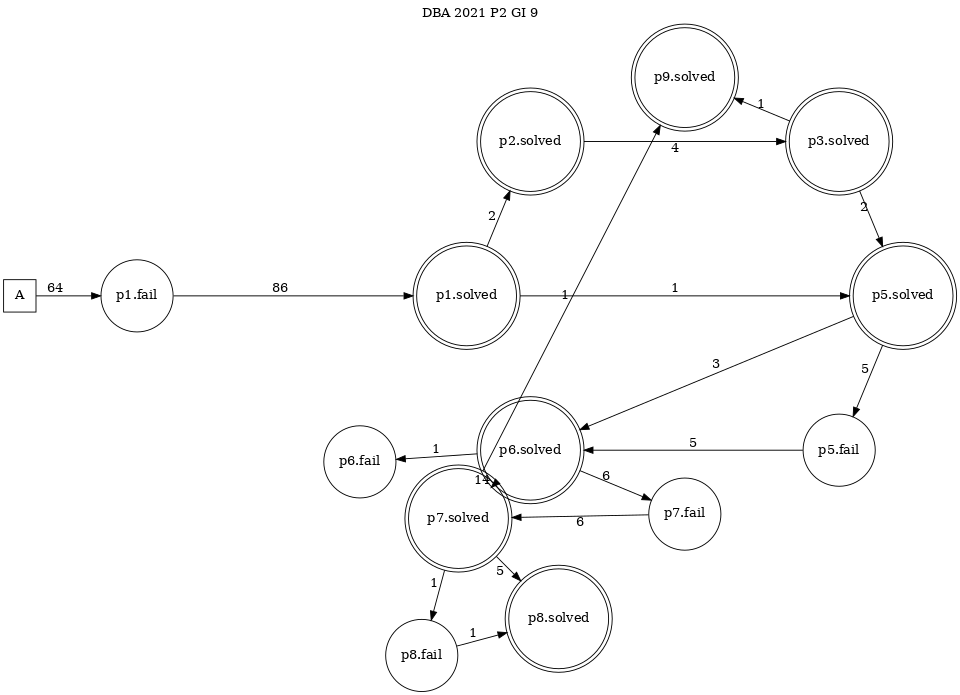 DBA 2021 P2 GI 9
p9.solved
1
p2.solved
4
p3.solved
2
2
A
64
p1.fail
86
p1.solved
1
1
p5.solved
3
5
p6.fail
1
p6.solved
5
p5.fail
14
6
p7.solved
6
p7.fail
1
5
p8.solved
p8.fail
1